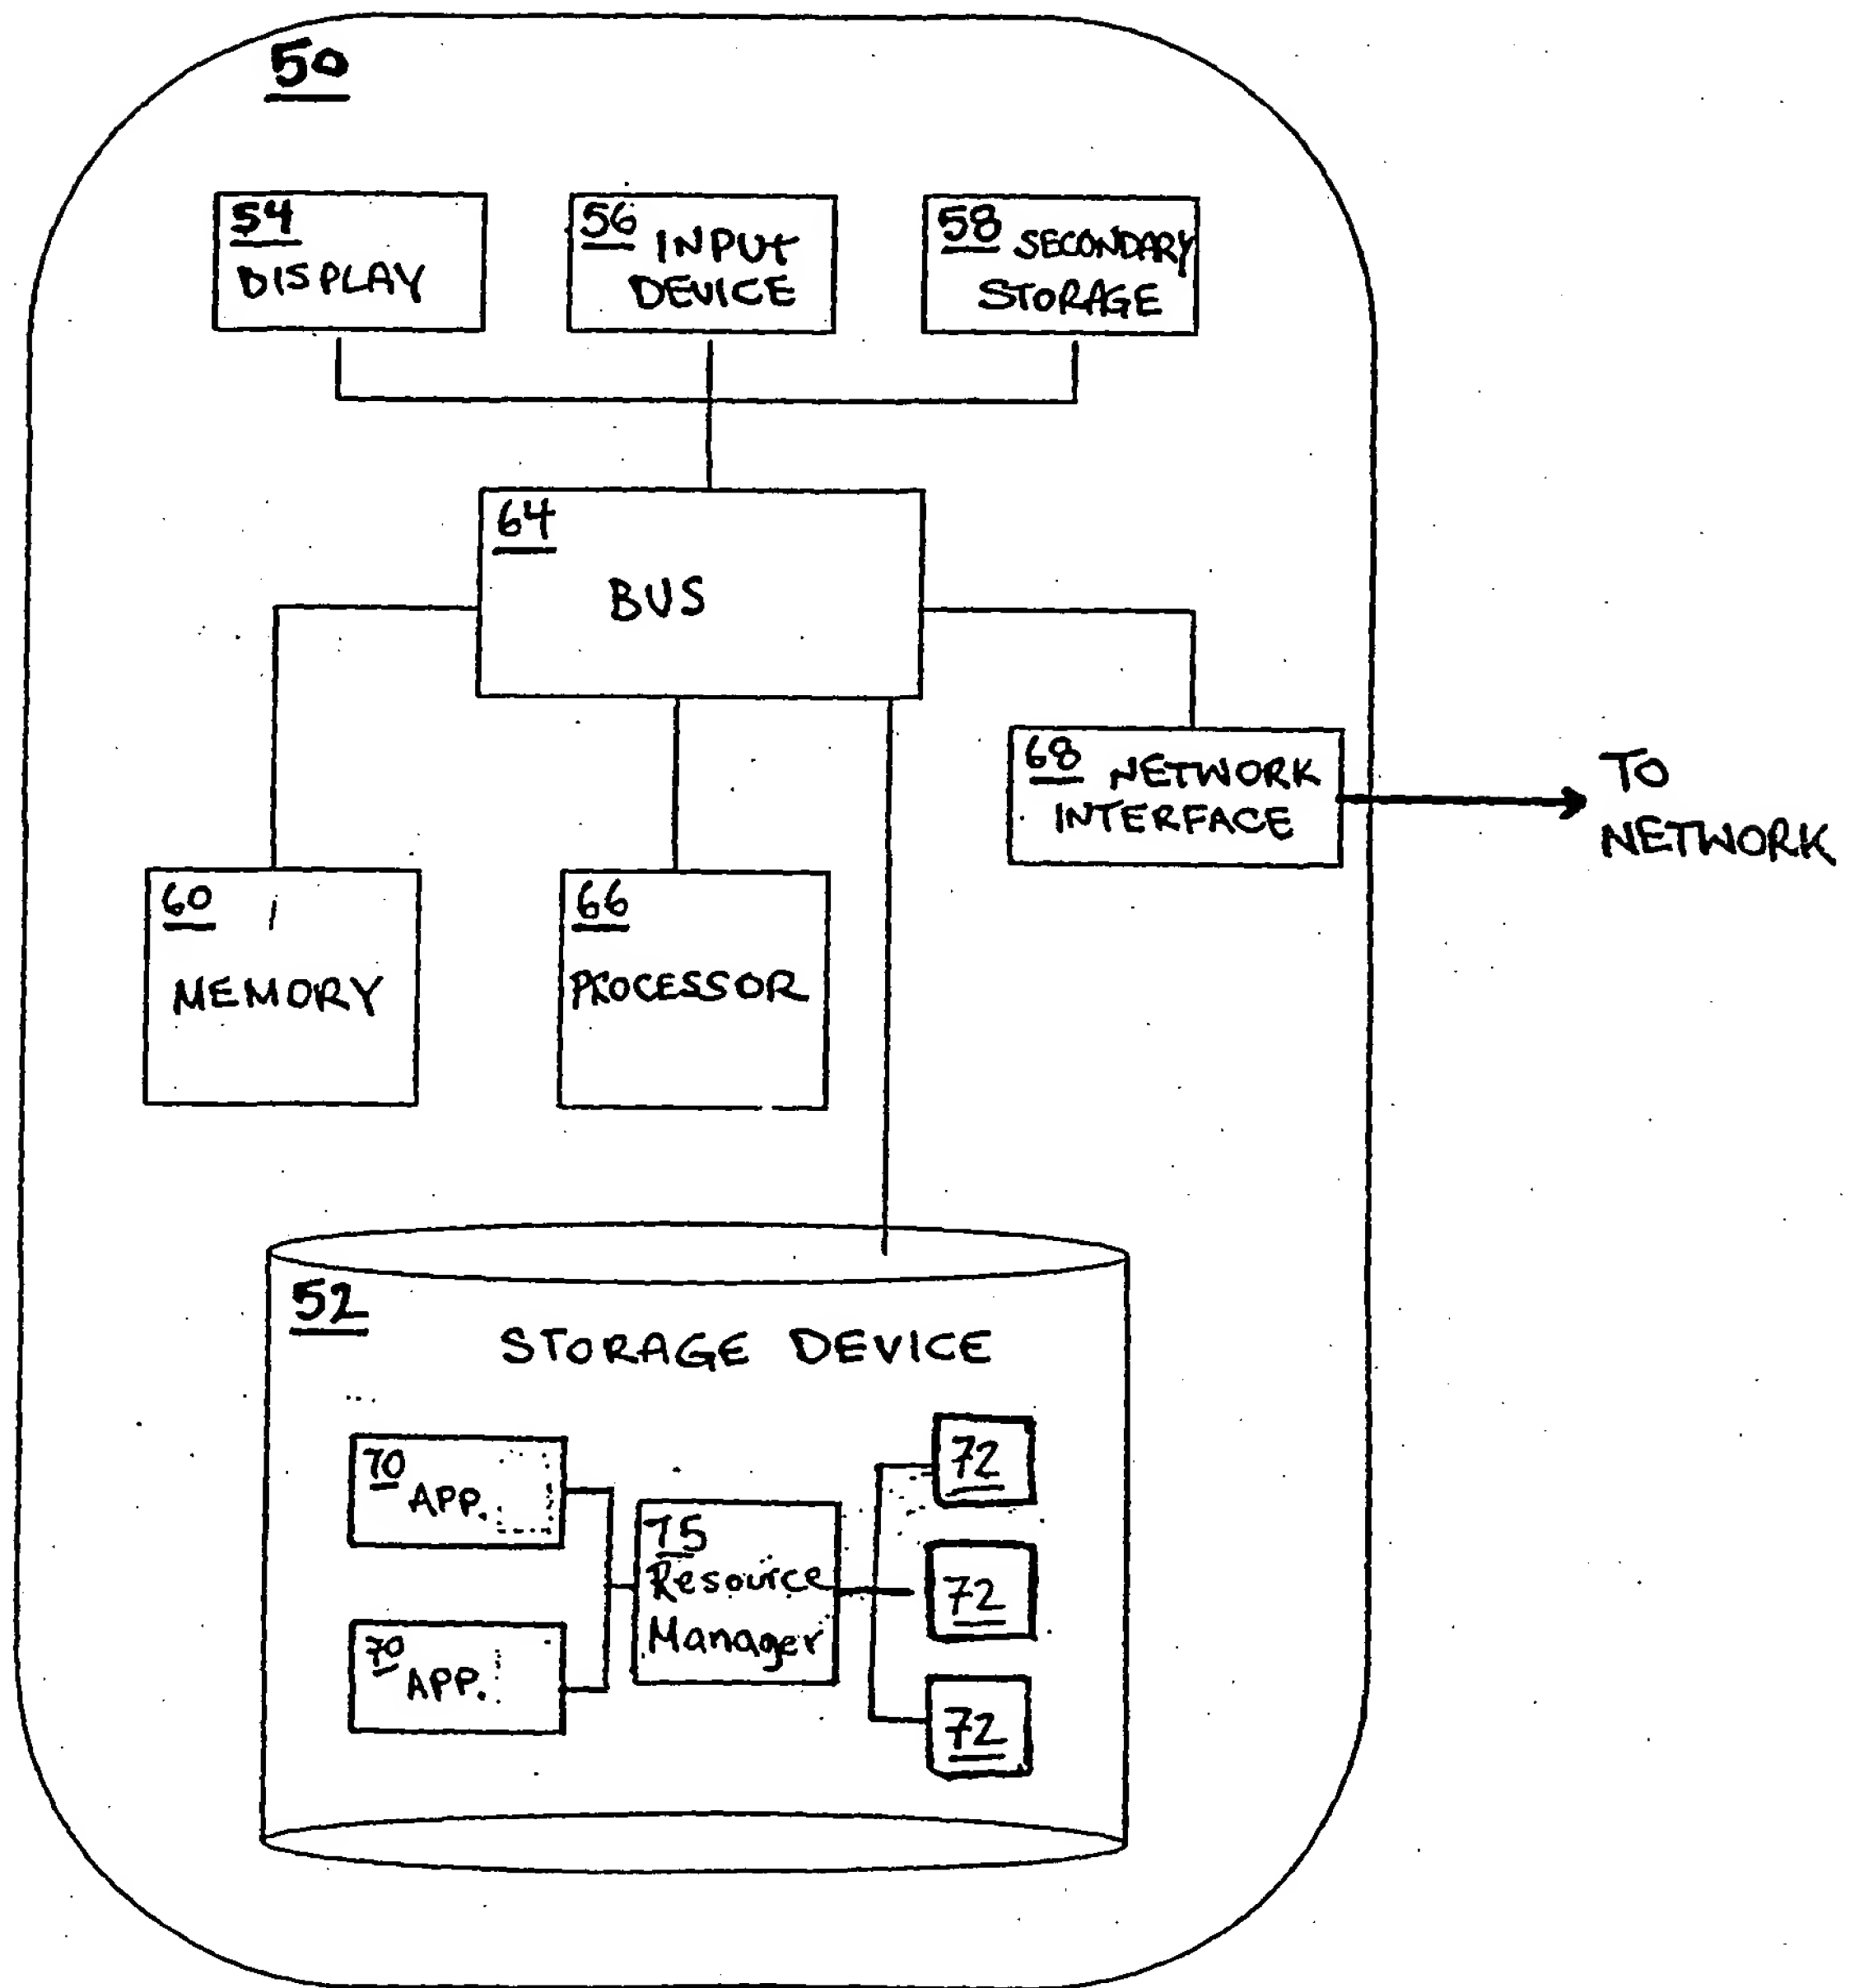 50
54
DISPLAY
56 INPUT
DEVICE
58 SECONDARY
STORAGE
64
BUS
68 NETWORK
INTERFACE
TO
NETWORK
60
MEMORY
66
PROCESSOR
52
STORAGE DEVICE
70
APP.
70
APP.
75
Resource
Manager
72
72
72